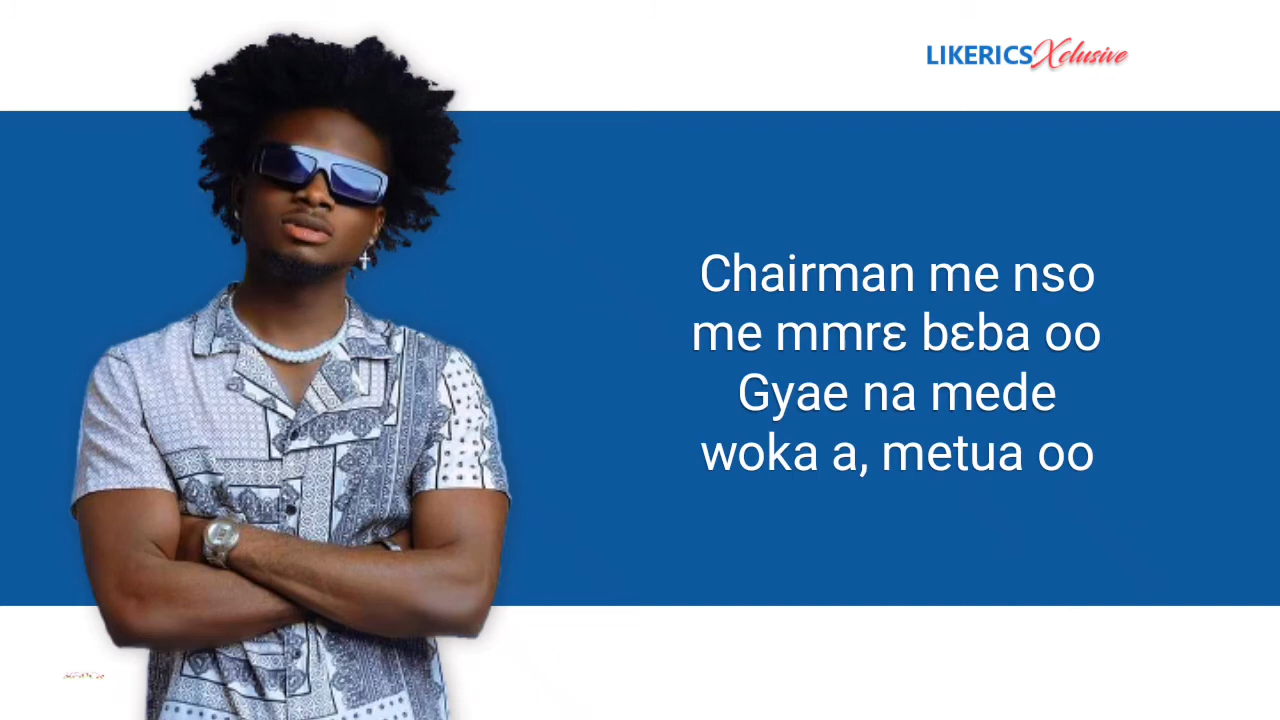 LIKERICS Xclusive
Chairman me nso
me mmrɛ bɛba oo
Gyae na mede
woka a, metua oo